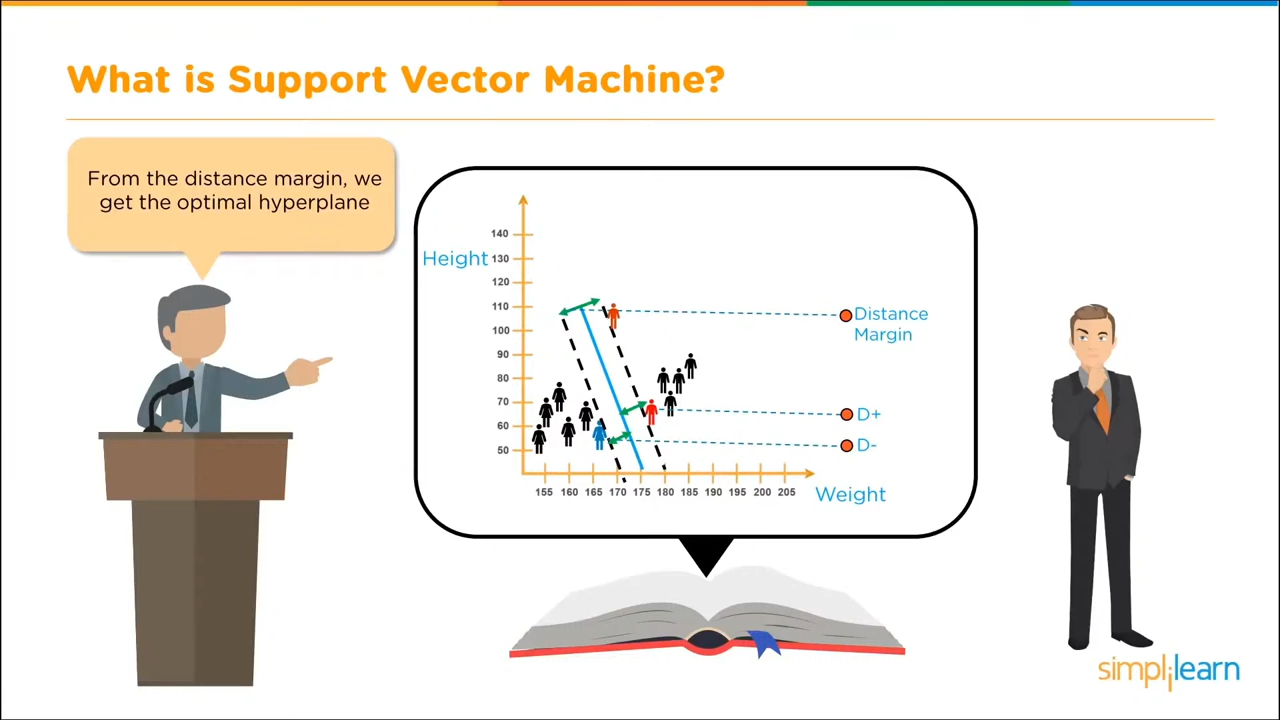 What is Support Vector Machine?
From the distance margin, we
get the optimal hyperplane
Height
140
130
120
110
100
90
80
70
60
50
155 160 165 170 175 180 185 190 195 200 205
Weight
Distance
Margin
D+
D-
simplilearn